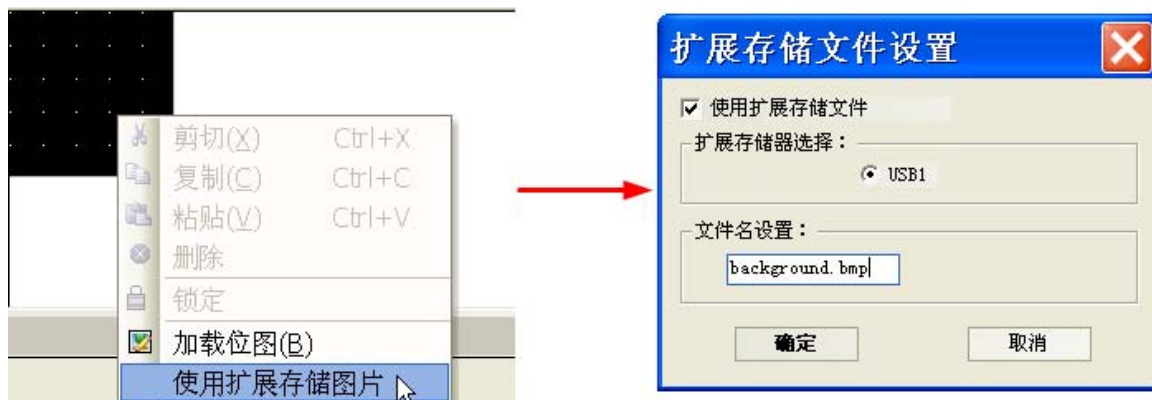 剪切(X) Ctrl+X
复制(C) Ctrl+C
粘贴(V) Ctrl+V
删除
锁定
加载位图(B)
使用扩展存储图片
扩展存储文件设置
使用扩展存储文件
扩展存储器选择：
USB1
文件名设置：
background.bmp
确定 取消